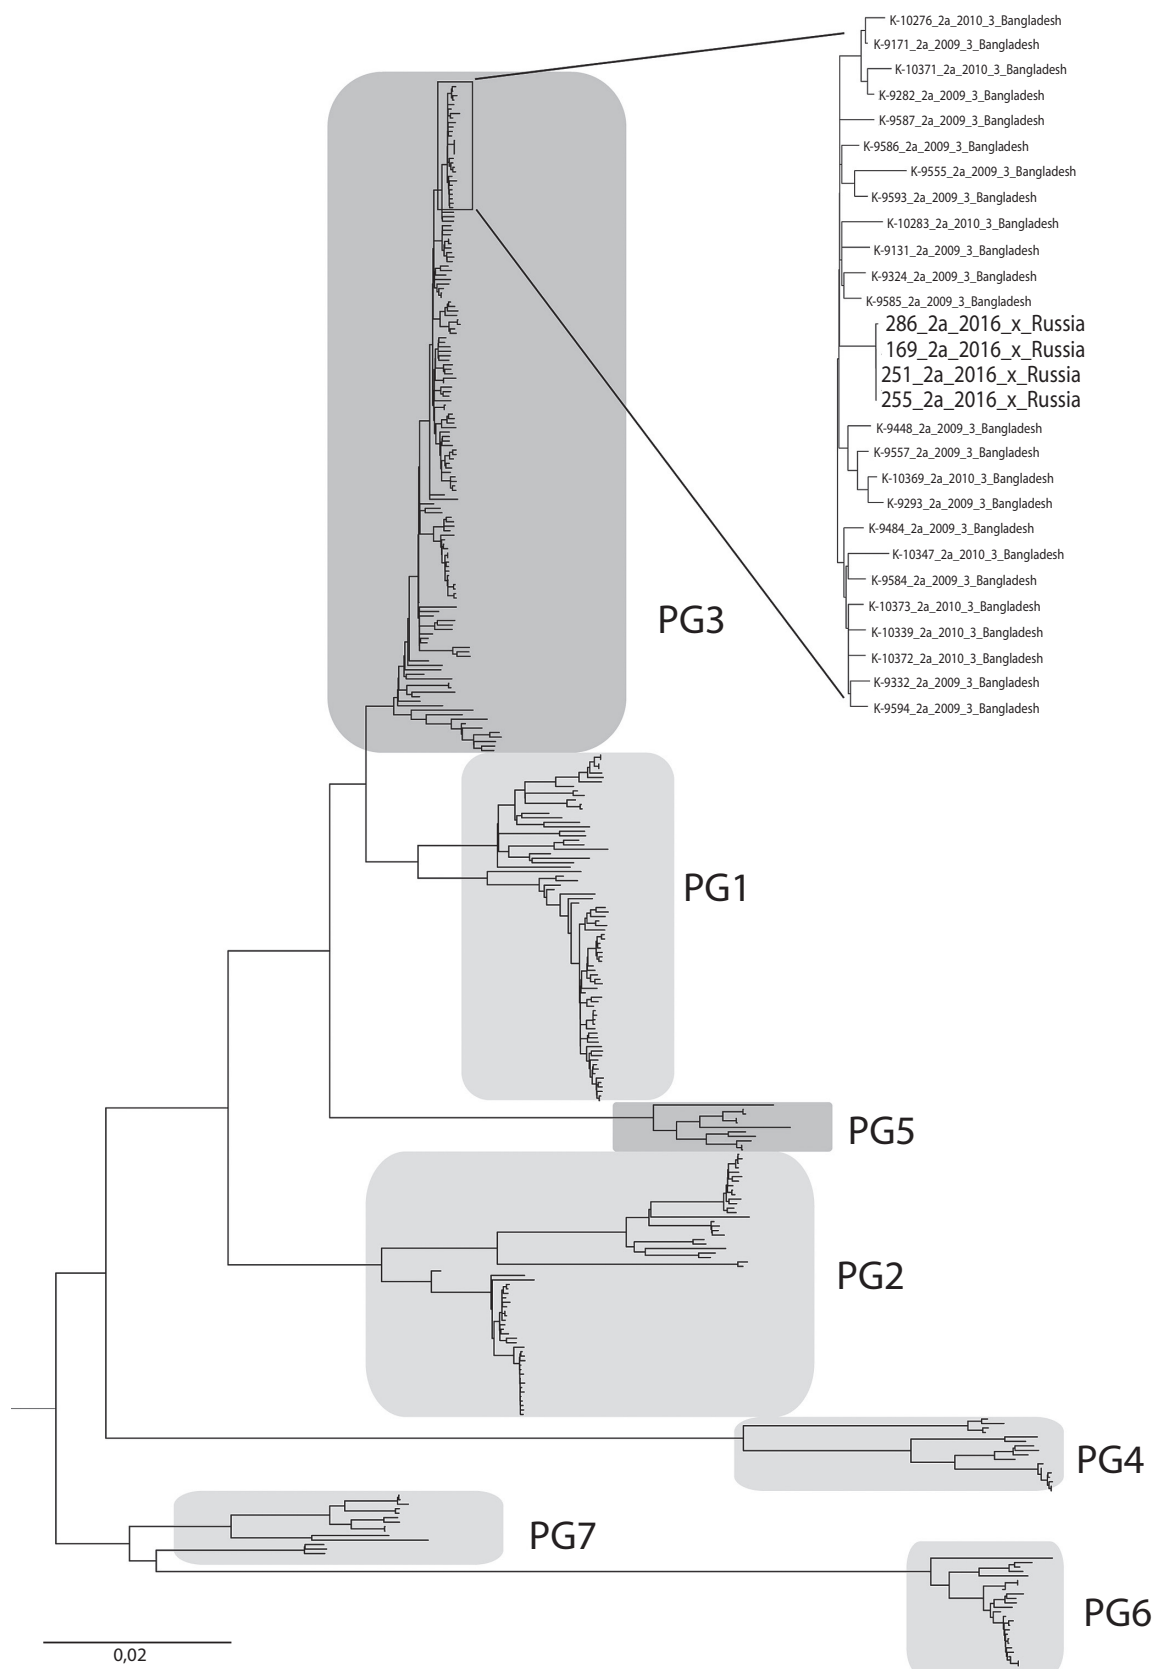 K-10276_2a_2010_3_Bangladesh
K-9171_2a_2009_3_Bangladesh
K-10371_2a_2010_3_Bangladesh
K-9282_2a_2009_3_Bangladesh
K-9587_2a_2009_3_Bangladesh
K-9586_2a_2009_3_Bangladesh
K-9555_2a_2009_3_Bangladesh
K-9593_2a_2009_3_Bangladesh
K-10283_2a_2010_3_Bangladesh
K-9131_2a_2009_3_Bangladesh
K-9324_2a_2009_3_Bangladesh
K-9585_2a_2009_3_Bangladesh
286_2a_2016_x_Russia
169_2a_2016_x_Russia
251_2a_2016_x_Russia
255_2a_2016_x_Russia
K-9448_2a_2009_3_Bangladesh
K-9557_2a_2009_3_Bangladesh
K-10369_2a_2010_3_Bangladesh
K-9293_2a_2009_3_Bangladesh
K-9484_2a_2009_3_Bangladesh
K-10347_2a_2010_3_Bangladesh
K-9584_2a_2009_3_Bangladesh
K-10373_2a_2010_3_Bangladesh
K-10339_2a_2010_3_Bangladesh
K-10372_2a_2010_3_Bangladesh
K-9332_2a_2009_3_Bangladesh
K-9594_2a_2009_3_Bangladesh
PG3
PG1
PG5
PG2
PG4
PG7
PG6
0,02